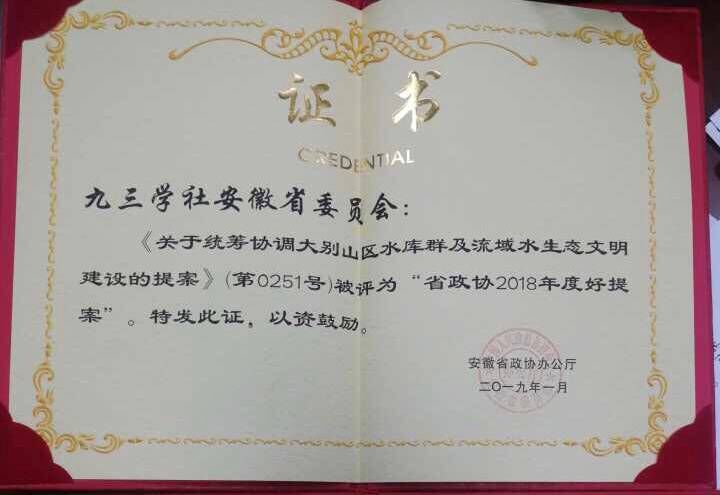 证书
CREDENTIAL
九三学社安徽省委员会：
《关于统筹协调大别山区水库群及流域水生态文明
建设的提案》(第0251号)被评为“省政协2018年度好提
案”。特发此证，以资鼓励。
安徽省政协办公厅
二〇一九年一月